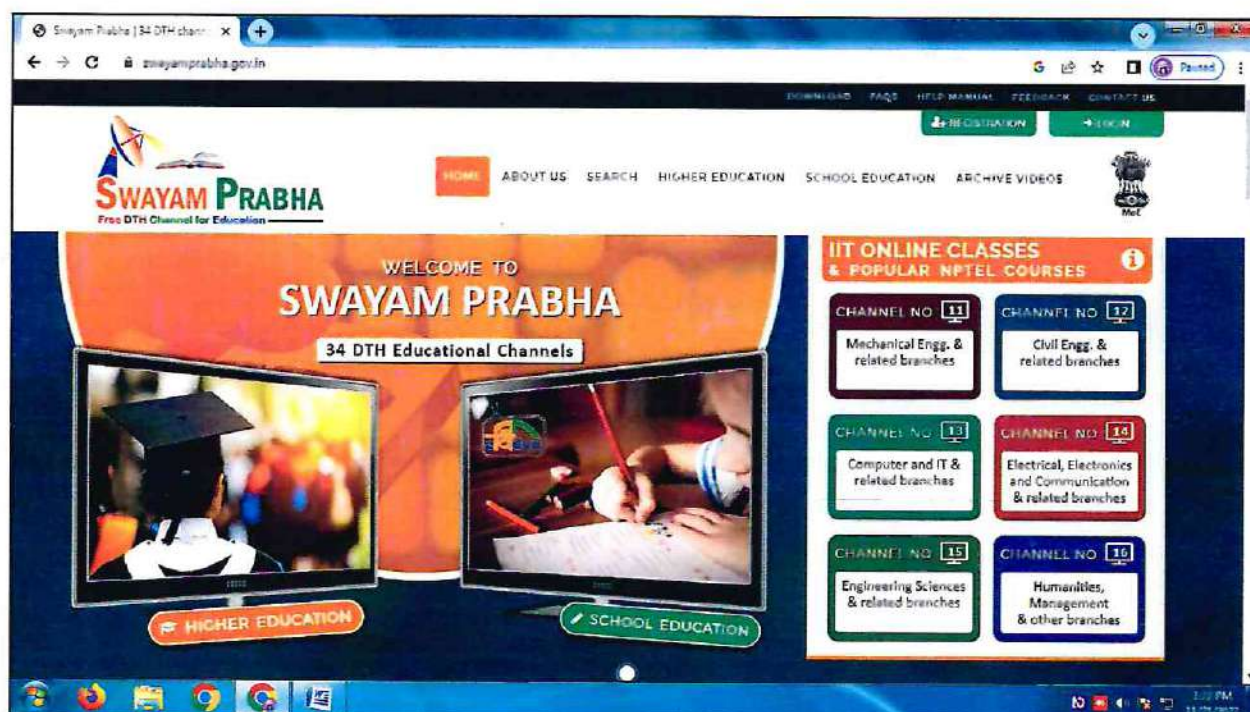 Swayam Prabha | 34 DTH chann
swayamprabha.gov.in
Paused
DOWNLOAD FAQS HELP MANUAL FEEDBACK CONTACT US
REGISTRATION
LOGIN
SWAYAM PRABHA
Free DTH Channel for Education
HOME ABOUT US SEARCH HIGHER EDUCATION SCHOOL EDUCATION ARCHIVE VIDEOS
MoE
WELCOME TO
SWAYAM PRABHA
34 DTH Educational Channels
HIGHER EDUCATION
SCHOOL EDUCATION
IIT ONLINE CLASSES
& POPULAR NPTEL COURSES
CHANNEL NO 11
Mechanical Engg. &
related branches
CHANNEL NO 12
Civil Engg. &
related branches
CHANNEL NO 13
Computer and IT &
related branches
CHANNEL NO 14
Electrical, Electronics
and Communication
& related branches
CHANNEL NO 15
Engineering Sciences
& related branches
CHANNEL NO 16
Humanities,
Management
& other branches
PM